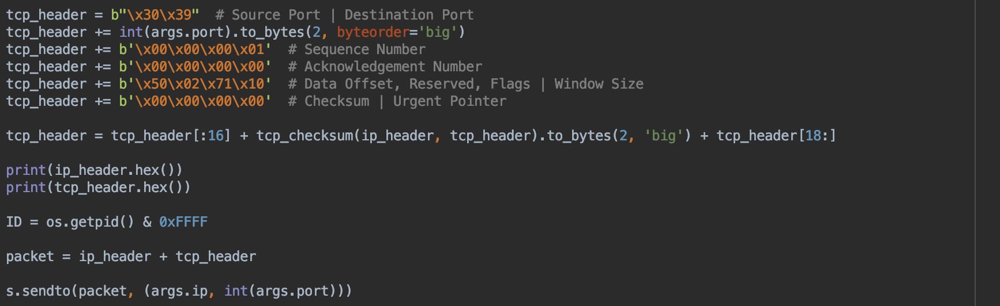 tcp_header = b"\x30\x39"  # Source Port | Destination Port
tcp_header += int(args.port).to_bytes(2, byteorder='big')
tcp_header += b'\x00\x00\x00\x01'  # Sequence Number
tcp_header += b'\x00\x00\x00\x00'  # Acknowledgement Number
tcp_header += b'\x50\x02\x71\x10'  # Data Offset, Reserved, Flags | Window Size
tcp_header += b'\x00\x00\x00\x00'  # Checksum | Urgent Pointer
tcp_header = tcp_header[:16] + tcp_checksum(ip_header, tcp_header).to_bytes(2, 'big') + tcp_header[18:]
print(ip_header.hex())
print(tcp_header.hex())
ID = os.getpid() & 0xFFFF
packet = ip_header + tcp_header
s.sendto(packet, (args.ip, int(args.port)))